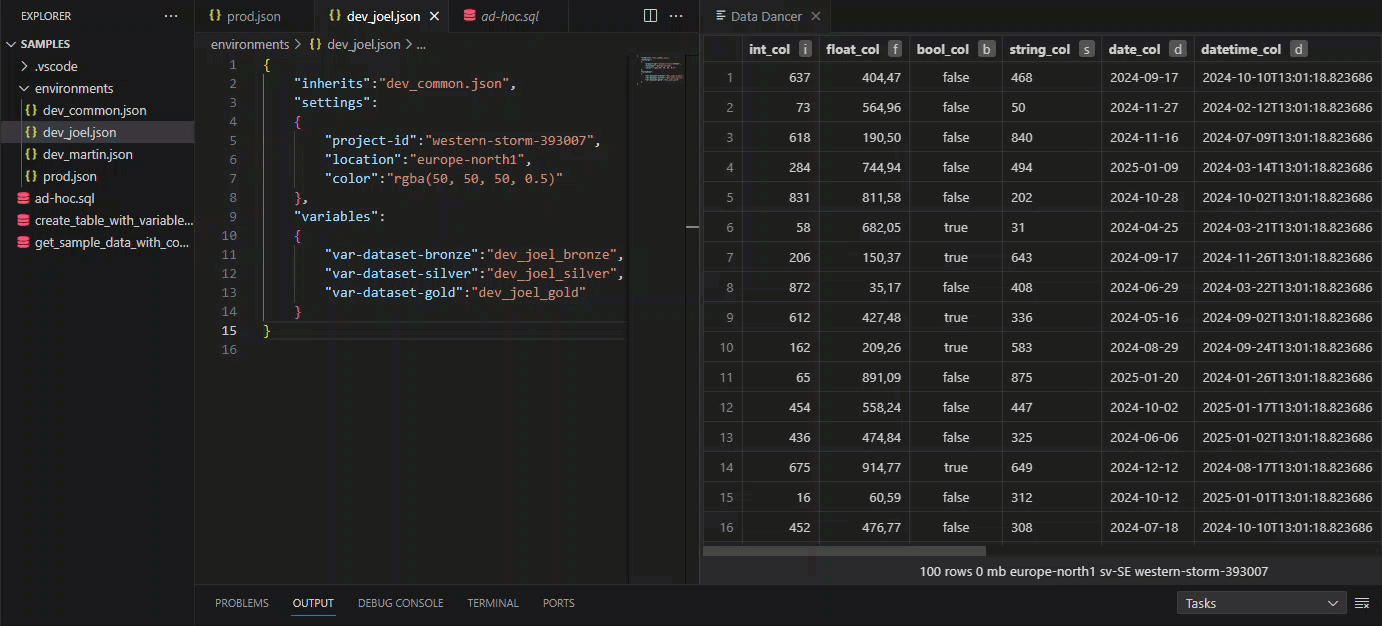 EXPLORER ···
SAMPLES
.vscode
environments
{} dev_common.json
{} dev_joel.json
{} dev_martin.json
{} prod.json
ad-hoc.sql
create_table_with_variable...
get_sample_data_with_co...
{} prod.json {} dev_joel.json ad-hoc.sql ···
environments > {} dev_joel.json > ...
1 {
2 "inherits":"dev_common.json",
3 "settings":
4 {
5 "project-id":"western-storm-393007",
6 "location":"europe-north1",
7 "color":"rgba(50, 50, 50, 0.5)"
8 },
9 "variables":
10 {
11 "var-dataset-bronze":"dev_joel_bronze",
12 "var-dataset-silver":"dev_joel_silver",
13 "var-dataset-gold":"dev_joel_gold"
14 }
15 }
16
Data Dancer
int_col i float_col f bool_col b string_col s date_col d datetime_col d
1 637 404,47 false 468 2024-09-17 2024-10-10T13:01:18.823686
2 73 564,96 false 50 2024-11-27 2024-02-12T13:01:18.823686
3 618 190,50 false 840 2024-11-16 2024-07-09T13:01:18.823686
4 284 744,94 false 494 2025-01-09 2024-03-14T13:01:18.823686
5 831 811,58 false 202 2024-10-28 2024-10-02T13:01:18.823686
6 58 682,05 true 31 2024-04-25 2024-03-21T13:01:18.823686
7 206 150,37 true 643 2024-09-17 2024-11-26T13:01:18.823686
8 872 35,17 false 408 2024-06-29 2024-03-22T13:01:18.823686
9 612 427,48 true 336 2024-05-16 2024-09-02T13:01:18.823686
10 162 209,26 true 583 2024-08-29 2024-09-24T13:01:18.823686
11 65 891,09 false 875 2025-01-20 2024-01-26T13:01:18.823686
12 454 558,24 false 447 2024-10-02 2025-01-17T13:01:18.823686
13 436 474,84 false 325 2024-06-06 2025-01-02T13:01:18.823686
14 675 914,77 true 649 2024-12-12 2024-08-17T13:01:18.823686
15 16 60,59 false 312 2024-10-12 2025-01-01T13:01:18.823686
16 452 476,77 false 308 2024-07-18 2024-10-10T13:01:18.823686
100 rows 0 mb europe-north1 sv-SE western-storm-393007
PROBLEMS OUTPUT DEBUG CONSOLE TERMINAL PORTS
Tasks